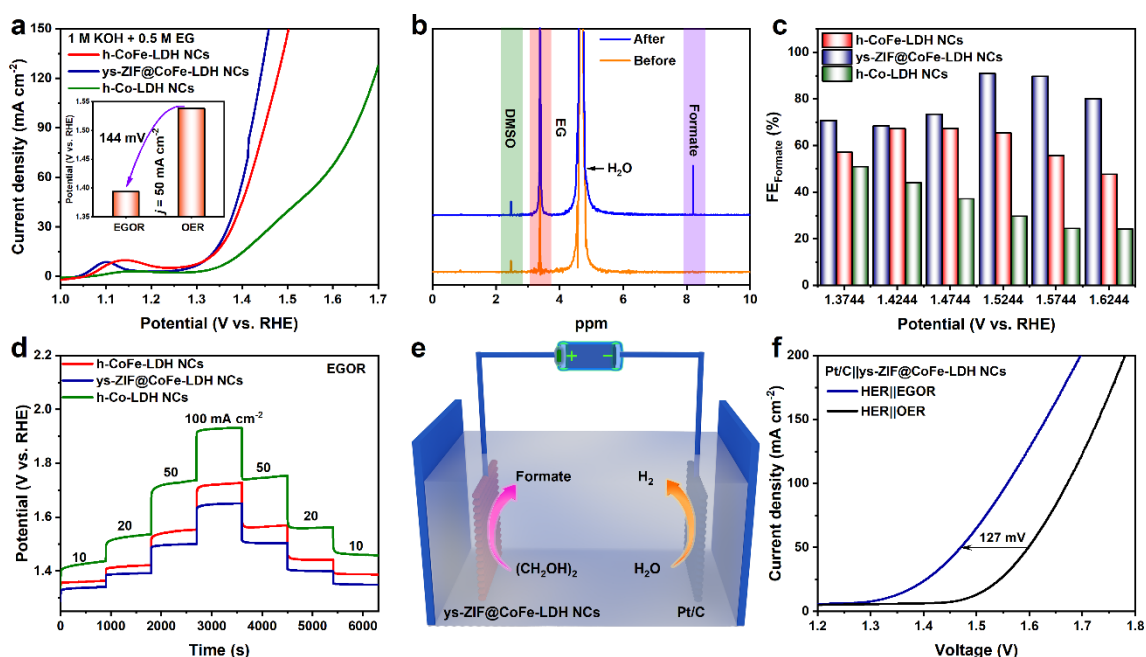 a
1 M KOH + 0.5 M EG
h-CoFe-LDH NCs
ys-ZIF@CoFe-LDH NCs
h-Co-LDH NCs
Current density (mA cm⁻²)
150
120
90
60
30
0
1.0 1.1 1.2 1.3 1.4 1.5 1.6 1.7
Potential (V vs. RHE)
Potential (V vs. RHE)
1.55
1.50
1.45
1.40
1.35
144 mV
j = 50 mA cm⁻²
EGOR OER
b
After
Before
DMSO
EG
H₂O
Formate
0 2 4 6 8 10
ppm
c
h-CoFe-LDH NCs
ys-ZIF@CoFe-LDH NCs
h-Co-LDH NCs
FE_Formate (%)
100
80
60
40
20
0
1.3744 1.4244 1.4744 1.5244 1.5744 1.6244
Potential (V vs. RHE)
d
h-CoFe-LDH NCs
EGOR
ys-ZIF@CoFe-LDH NCs
h-Co-LDH NCs
Potential (V vs. RHE)
2.2
2.0
1.8
1.6
1.4
100 mA cm⁻²
50 50
20 20
10 10
0 1000 2000 3000 4000 5000 6000
Time (s)
e
+ −
Formate H₂
(CH₂OH)₂ H₂O
ys-ZIF@CoFe-LDH NCs Pt/C
f
Pt/C||ys-ZIF@CoFe-LDH NCs
HER||EGOR
HER||OER
Current density (mA cm⁻²)
200
150
100
50
0
127 mV
1.2 1.3 1.4 1.5 1.6 1.7 1.8
Voltage (V)